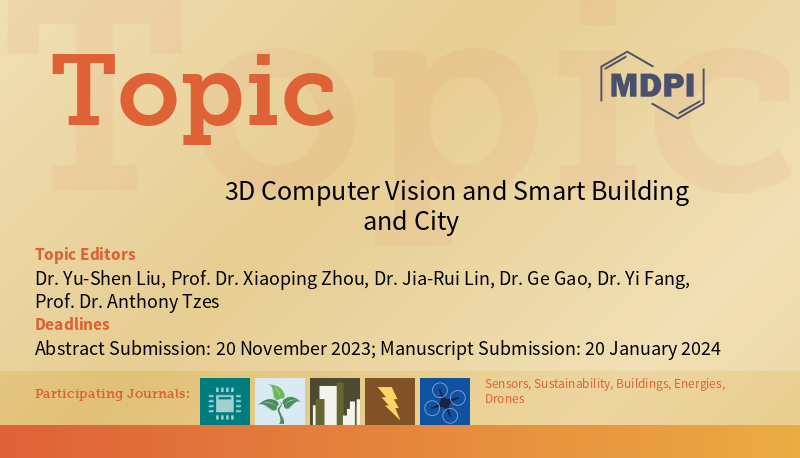 Topic
MDPI
3D Computer Vision and Smart Building
and City
Topic Editors
Dr. Yu-Shen Liu, Prof. Dr. Xiaoping Zhou, Dr. Jia-Rui Lin, Dr. Ge Gao, Dr. Yi Fang,
Prof. Dr. Anthony Tzes
Deadlines
Abstract Submission: 20 November 2023; Manuscript Submission: 20 January 2024
Participating Journals:
Sensors, Sustainability, Buildings, Energies,
Drones